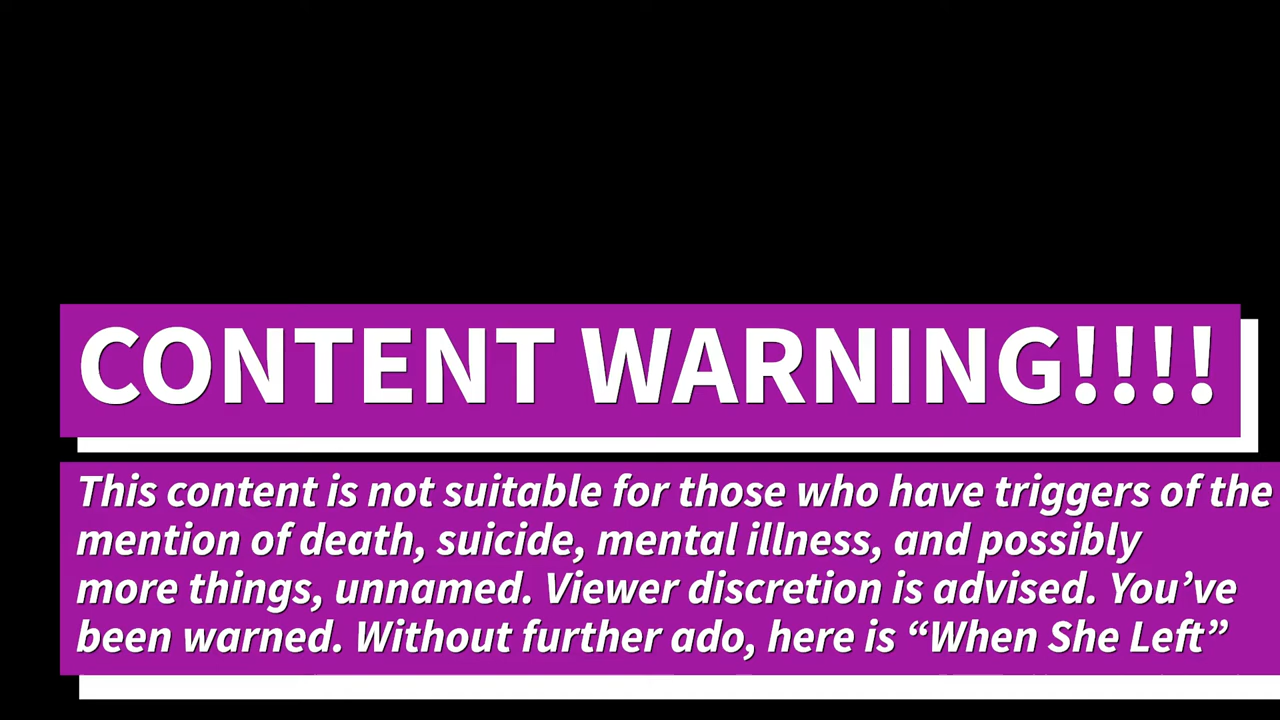 CONTENT WARNING!!!!
This content is not suitable for those who have triggers of the
mention of death, suicide, mental illness, and possibly
more things, unnamed. Viewer discretion is advised. You’ve
been warned. Without further ado, here is “When She Left”